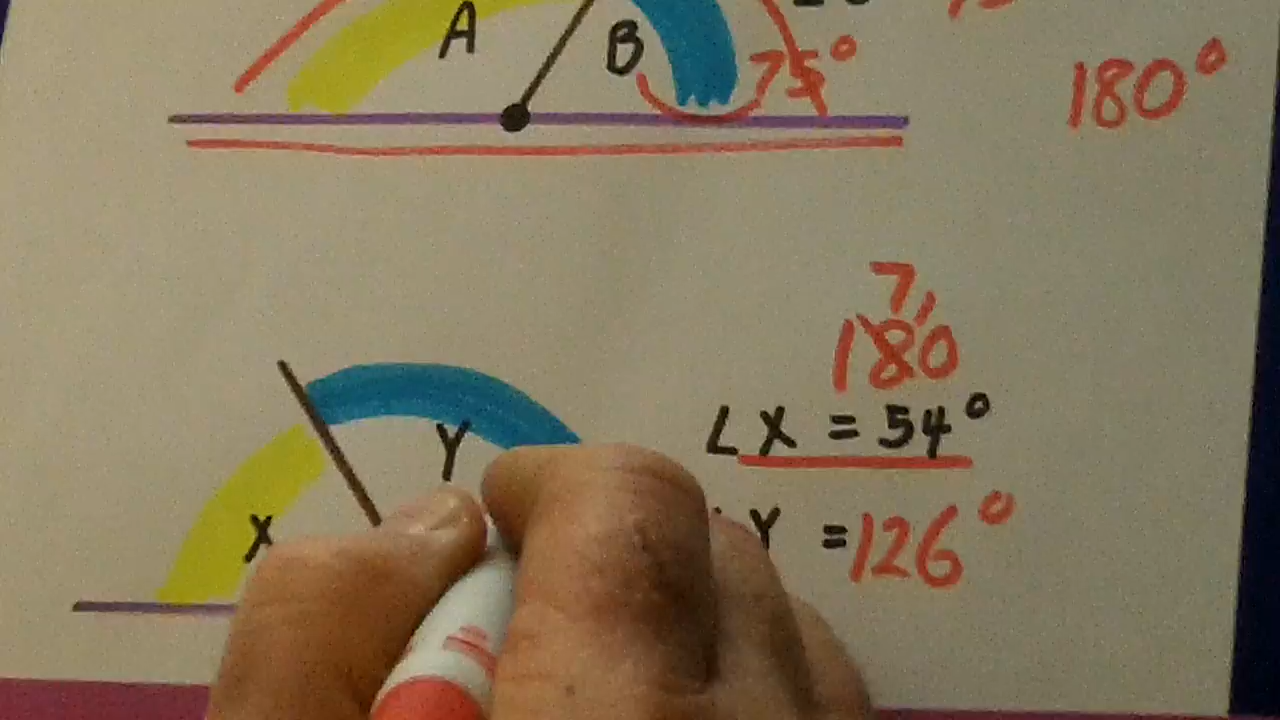 A
B
75°
180°
7,
180
∠X = 54°
X
Y
Y = 126°